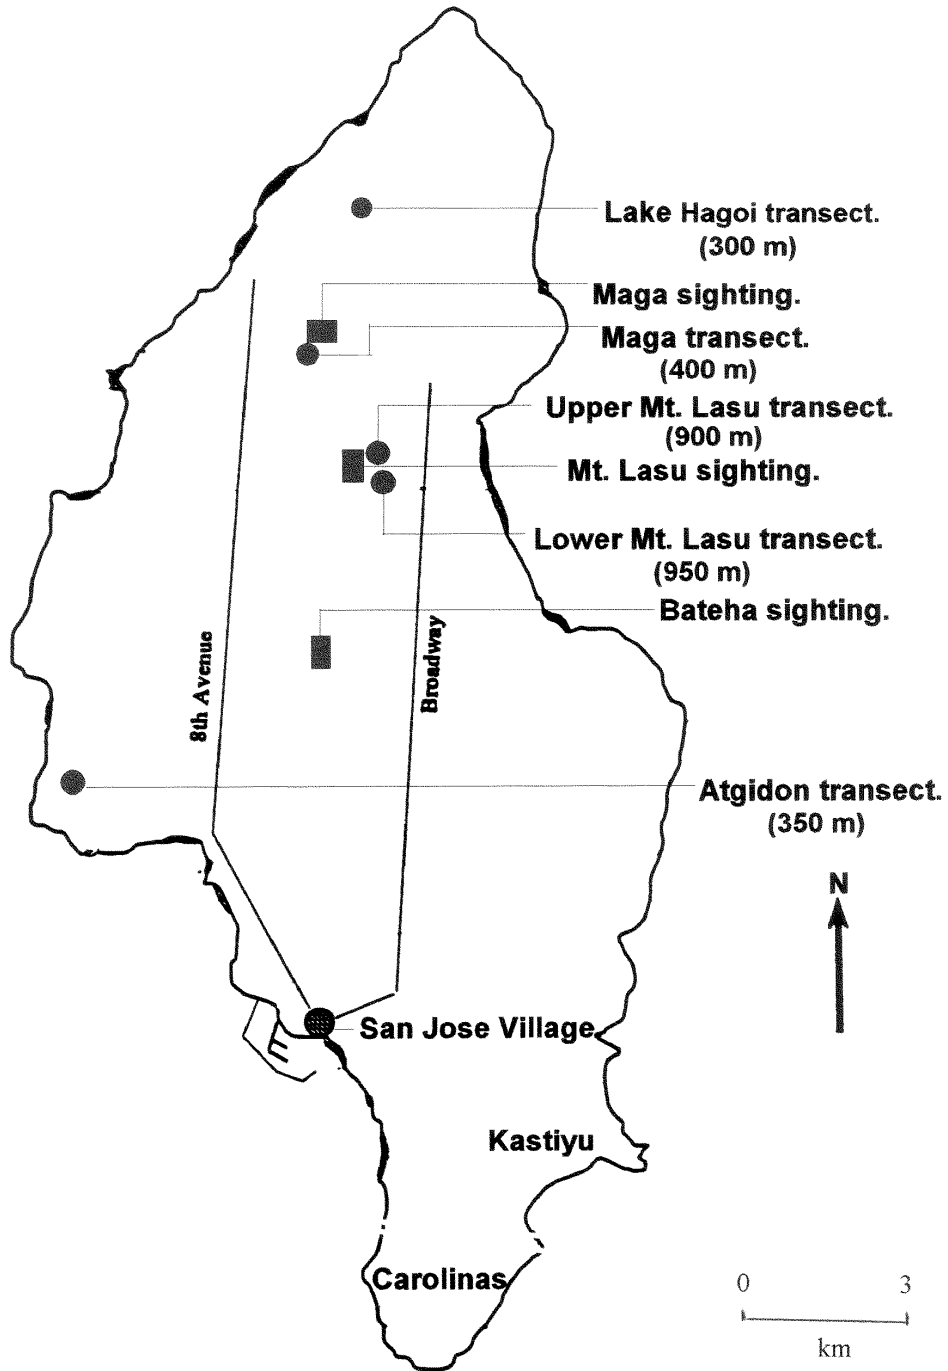 Lake Hagoi transect.
(300 m)
Maga sighting.
Maga transect.
(400 m)
Upper Mt. Lasu transect.
(900 m)
Mt. Lasu sighting.
Lower Mt. Lasu transect.
(950 m)
Bateha sighting.
8th Avenue
Broadway
Atgidon transect.
(350 m)
N
San Jose Village
Kastiyu
Carolinas
0 3
km